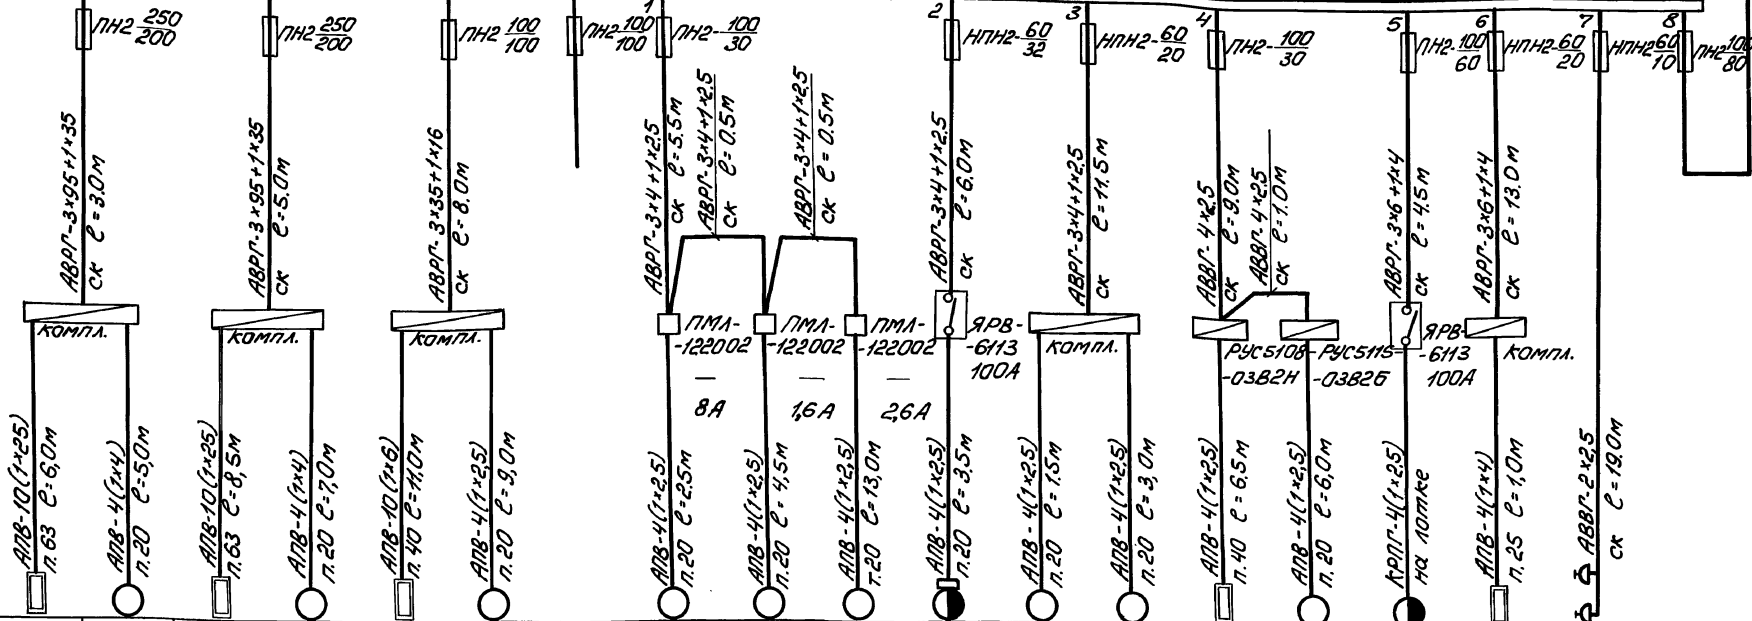 ПН2 250/200
ПН2 250/200
ПН2 100/100
ПН2 100/100
1
ПН2-100/30
2
НПН2-60/32
3
НПН2-60/20
4
ПН2-100/30
5
ПН2-100/60
6
НПН2-60/20
7
НПН2 60/10
8
ПН2 100/80
АВРГ-3×95+1×35
ск ℓ=3.0м
АВРГ-3×95+1×35
ск ℓ=5.0м
АВРГ-3×35+1×16
ск ℓ=8.0м
АВРГ-3×4+1×2.5
ск ℓ=5.5м
АВРГ-3×4+1×2.5
ск ℓ=0.5м
АВРГ-3×4+1×2.5
ск ℓ=0.5м
АВРГ-3×4+1×2.5
ск ℓ=6.0м
АВРГ-3×4+1×2.5
ск ℓ=11.5м
АВВГ-4×2.5
ск ℓ=9.0м
АВВГ-4×2.5
ск ℓ=1.0м
АВРГ-3×6+1×4
ск ℓ=4.5м
АВРГ-3×6+1×4
ск ℓ=13.0м
компл.
компл.
компл.
ПМЛ-
-122002
—
8А
ПМЛ-
-122002
—
1,6А
ПМЛ-
-122002
—
2,6А
ЯРВ-
-6113
100А
компл.
РУС5108-
-03В2Н
РУС5115-
-03В2Б
ЯРВ-
-6113
100А
компл.
АПВ-10(1×25)
п.63 ℓ=6,0м
АПВ-4(1×4)
п.20 ℓ=5,0м
АПВ-10(1×25)
п.63 ℓ=8,5м
АПВ-4(1×4)
п.20 ℓ=7,0м
АПВ-10(1×6)
п.40 ℓ=11,0м
АПВ-4(1×2,5)
п.20 ℓ=9,0м
АПВ-4(1×2,5)
п.20 ℓ=2.5м
АПВ-4(1×2,5)
п.20 ℓ=4,5м
АПВ-4(1×2,5)
т.20 ℓ=13,0м
АПВ-4(1×2,5)
п.20 ℓ=3.5м
АПВ-4(1×2.5)
п.20 ℓ=1.5м
АПВ-4(1×2.5)
п.20 ℓ=3,0м
АПВ-4(1×2,5)
п.40 ℓ=6.5м
АПВ-4(1×2,5)
п.20 ℓ=6,0м
КРПГ-4(1×2.5)
на лотке
АПВ-4(1×4)
п.25 ℓ=1,0м
АВВГ-2×2,5
ск ℓ=19.0м